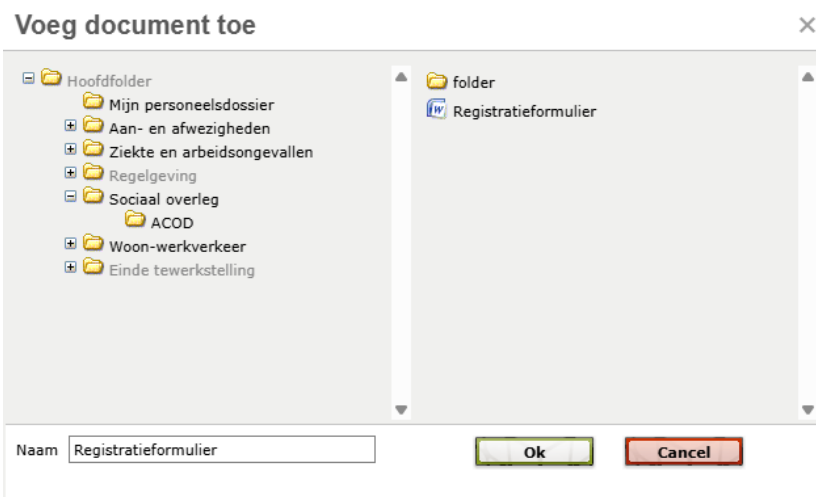 Voeg document toe
Hoofdfolder
Mijn personeelsdossier
Aan- en afwezigheden
Ziekte en arbeidsongevallen
Regelgeving
Sociaal overleg
ACOD
Woon-werkverkeer
Einde tewerkstelling
folder
Registratieformulier
Naam Registratieformulier Ok Cancel